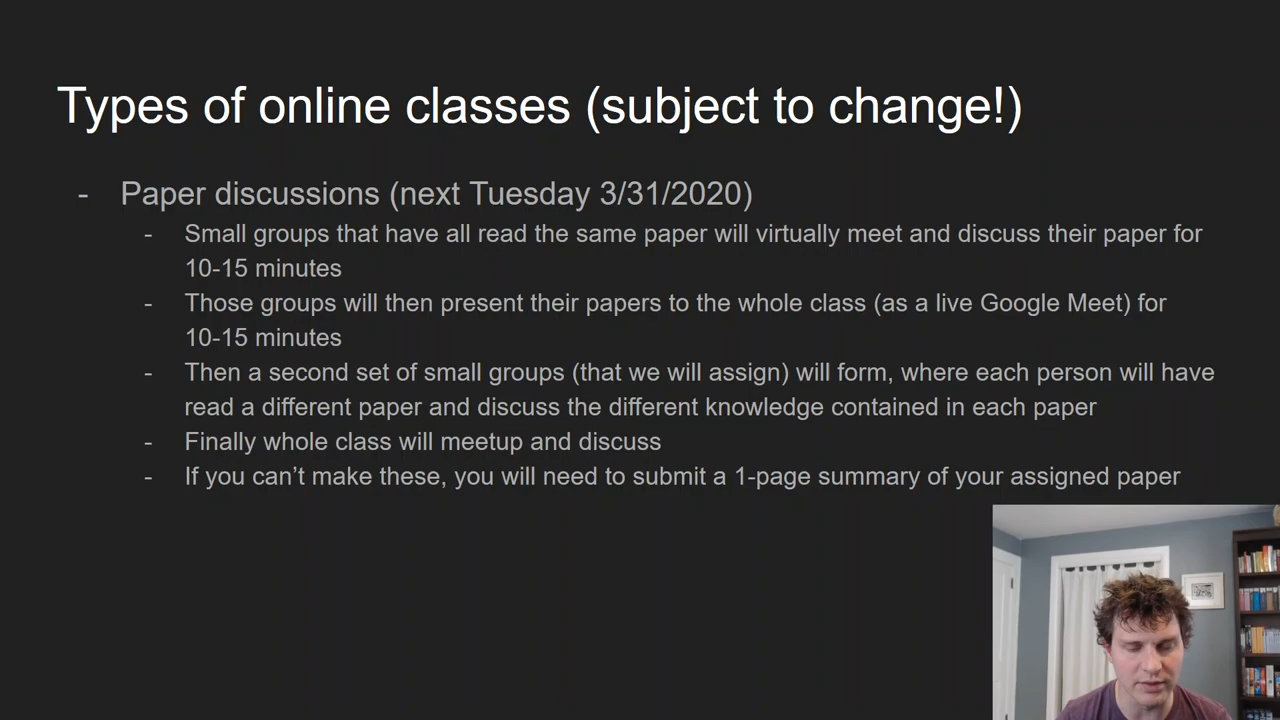 Types of online classes (subject to change!)
- Paper discussions (next Tuesday 3/31/2020)
- Small groups that have all read the same paper will virtually meet and discuss their paper for
10-15 minutes
- Those groups will then present their papers to the whole class (as a live Google Meet) for
10-15 minutes
- Then a second set of small groups (that we will assign) will form, where each person will have
read a different paper and discuss the different knowledge contained in each paper
- Finally whole class will meetup and discuss
- If you can’t make these, you will need to submit a 1-page summary of your assigned paper